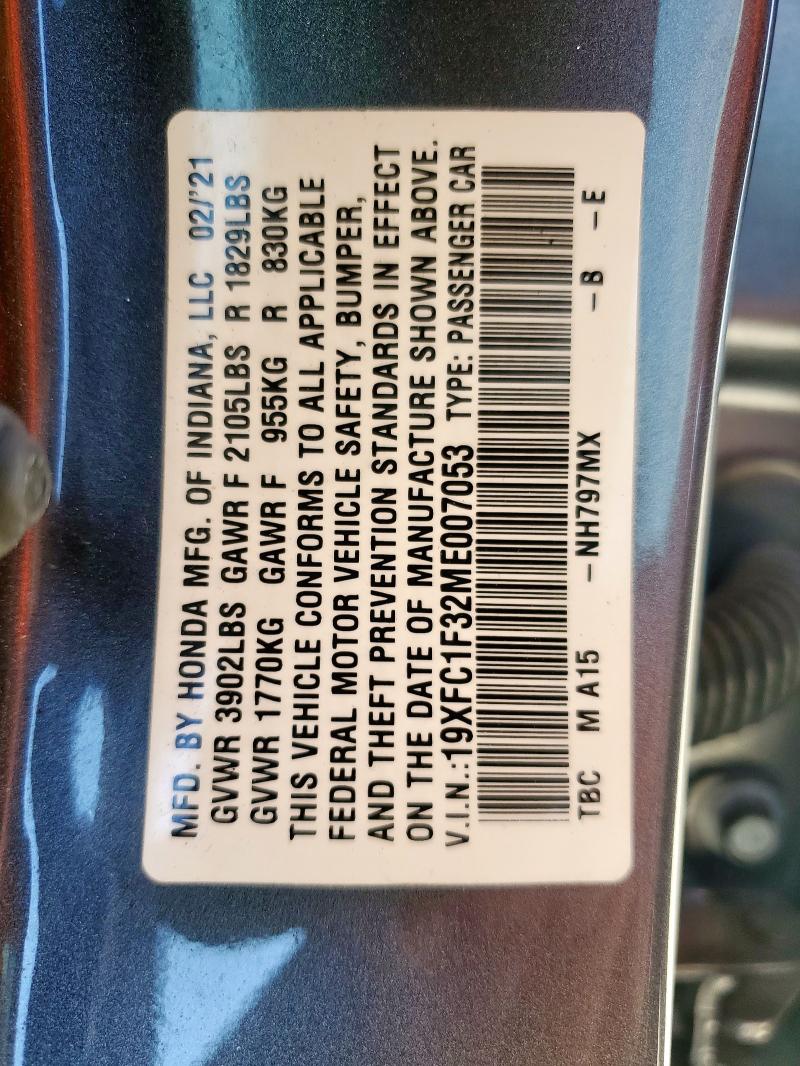 MFD. BY HONDA MFG. OF INDIANA, LLC 02/'21
GVWR 3902LBS GAWR F 2105LBS R 1829LBS
GVWR 1770KG GAWR F 955KG R 830KG
THIS VEHICLE CONFORMS TO ALL APPLICABLE
FEDERAL MOTOR VEHICLE SAFETY, BUMPER,
AND THEFT PREVENTION STANDARDS IN EFFECT
ON THE DATE OF MANUFACTURE SHOWN ABOVE.
V.I.N.:19XFC1F32ME007053 TYPE: PASSENGER CAR
TBC M A15 -NH797MX -B -E